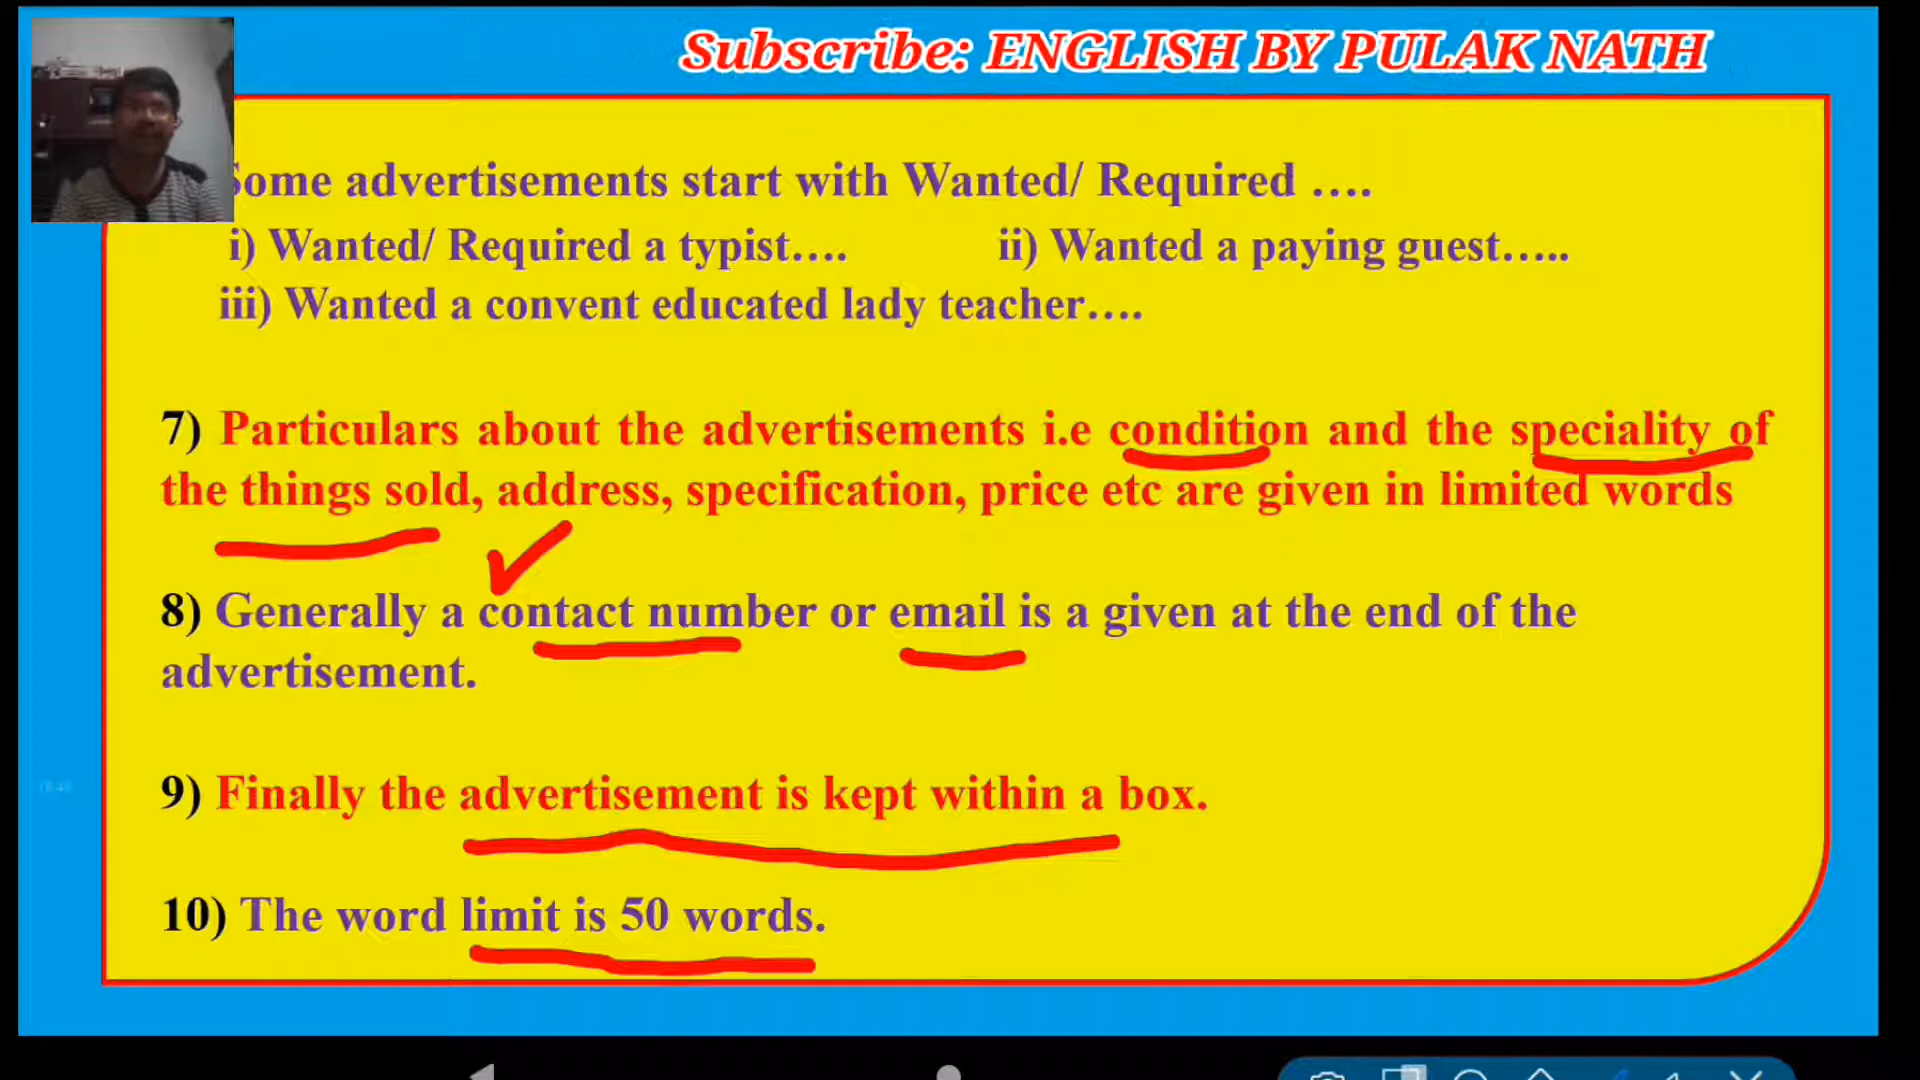 Subscribe: ENGLISH BY PULAK NATH
Some advertisements start with Wanted/ Required ....
i) Wanted/ Required a typist....
ii) Wanted a paying guest.....
iii) Wanted a convent educated lady teacher....
7) Particulars about the advertisements i.e condition and the speciality of
the things sold, address, specification, price etc are given in limited words
8) Generally a contact number or email is a given at the end of the
advertisement.
9) Finally the advertisement is kept within a box.
10) The word limit is 50 words.